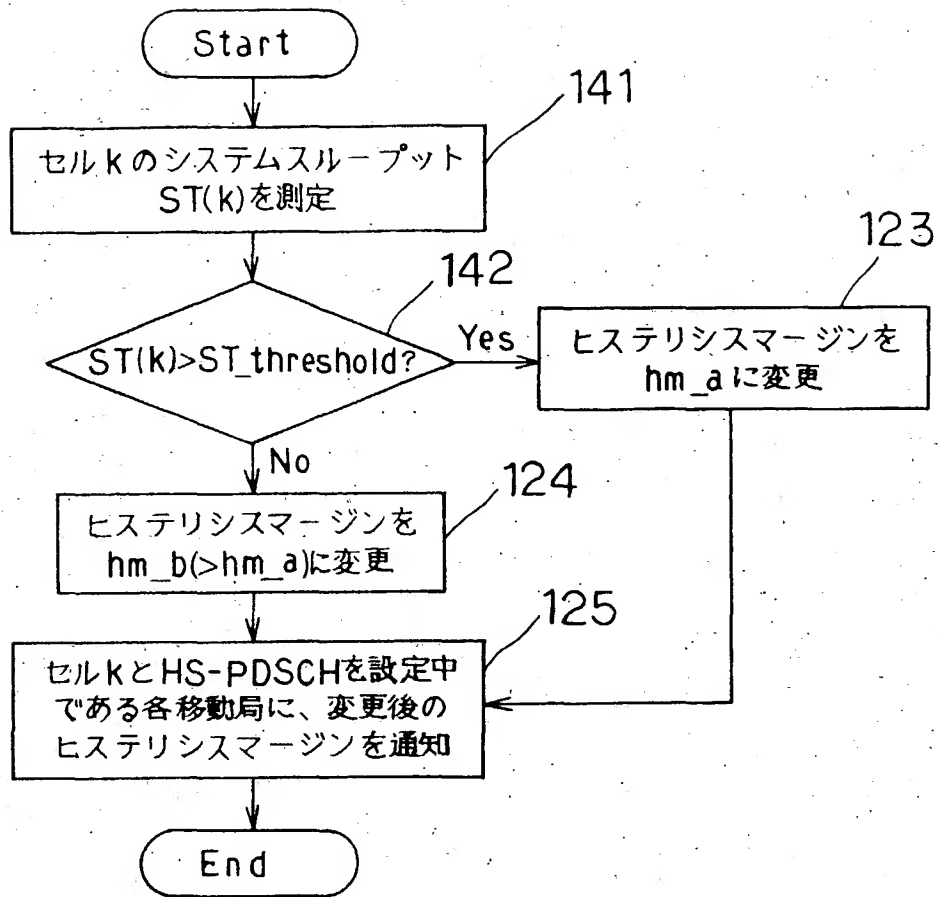 Start
141
セルkのシステムスループット
ST(k)を測定
142
ST(k)>ST_threshold?
Yes
123
ヒステリシスマージンを
hm_aに変更
No
124
ヒステリシスマージンを
hm_b(>hm_a)に変更
125
セルkとHS-PDSCHを設定中
である各移動局に、変更後の
ヒステリシスマージンを通知
End